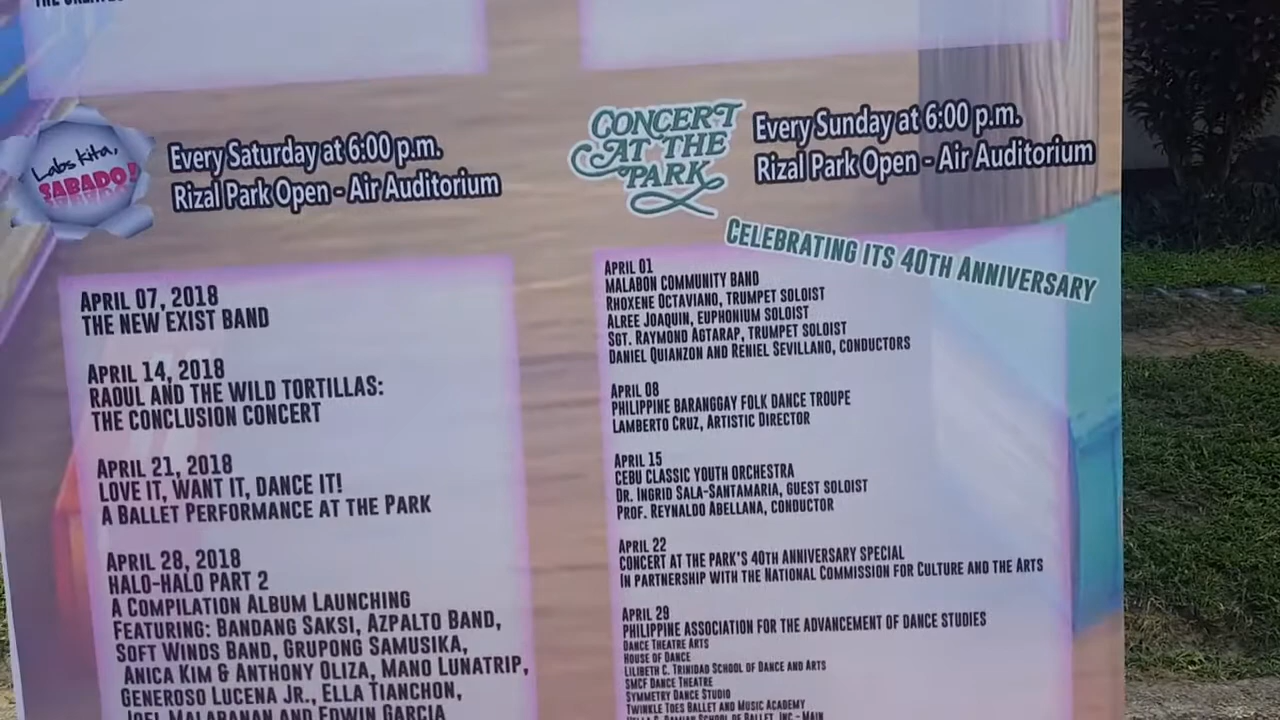 Labs kita,
SABADO!
Every Saturday at 6:00 p.m.
Rizal Park Open - Air Auditorium
APRIL 07, 2018
THE NEW EXIST BAND
APRIL 14, 2018
RAOUL AND THE WILD TORTILLAS:
THE CONCLUSION CONCERT
APRIL 21, 2018
LOVE IT, WANT IT, DANCE IT!
A BALLET PERFORMANCE AT THE PARK
APRIL 28, 2018
HALO-HALO PART 2
A COMPILATION ALBUM LAUNCHING
FEATURING: BANDANG SAKSI, AZPALTO BAND,
SOFT WINDS BAND, GRUPONG SAMUSIKA,
ANICA KIM & ANTHONY OLIZA, MANO LUNATRIP,
GENEROSO LUCENA JR., ELLA TIANCHON,
JOEL MALABANAN AND EDWIN GARCIA
CONCERT
AT THE
PARK
Every Sunday at 6:00 p.m.
Rizal Park Open - Air Auditorium
CELEBRATING ITS 40TH ANNIVERSARY
APRIL 01
MALABON COMMUNITY BAND
RHOXENE OCTAVIANO, TRUMPET SOLOIST
ALREE JOAQUIN, EUPHONIUM SOLOIST
SGT. RAYMOND AGTARAP, TRUMPET SOLOIST
DANIEL QUIANZON AND RENIEL SEVILLANO, CONDUCTORS
APRIL 08
PHILIPPINE BARANGGAY FOLK DANCE TROUPE
LAMBERTO CRUZ, ARTISTIC DIRECTOR
APRIL 15
CEBU CLASSIC YOUTH ORCHESTRA
DR. INGRID SALA-SANTAMARIA, GUEST SOLOIST
PROF. REYNALDO ABELLANA, CONDUCTOR
APRIL 22
CONCERT AT THE PARK'S 40TH ANNIVERSARY SPECIAL
IN PARTNERSHIP WITH THE NATIONAL COMMISSION FOR CULTURE AND THE ARTS
APRIL 29
PHILIPPINE ASSOCIATION FOR THE ADVANCEMENT OF DANCE STUDIES
DANCE THEATRE ARTS
HOUSE OF DANCE
LILIBETH C. TRINIDAD SCHOOL OF DANCE AND ARTS
SMCF DANCE THEATRE
SYMMETRY DANCE STUDIO
TWINKLE TOES BALLET AND MUSIC ACADEMY
SCHOOL OF BALLET, INC. - MAIN